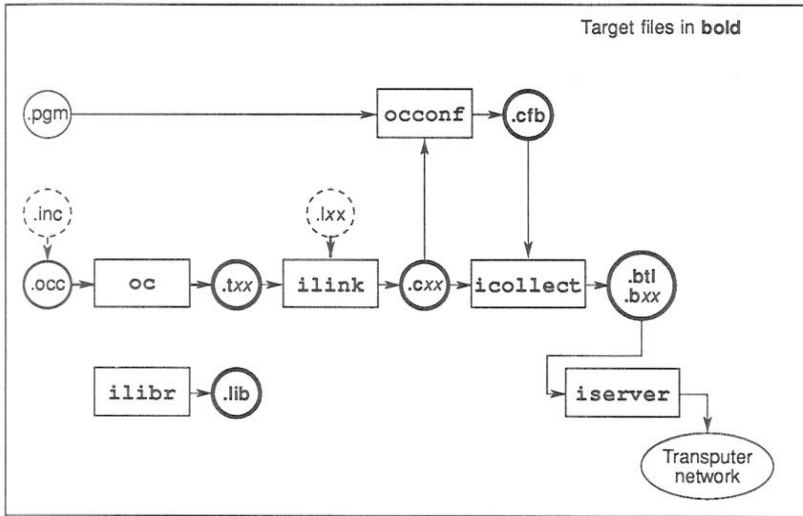 Target files in bold
.pgm
occonf
.cfb
.inc
.lxx
.occ
oc
.txx
ilink
.cxx
icollect
.btl
.bxx
ilibr
.lib
iserver
Transputer
network